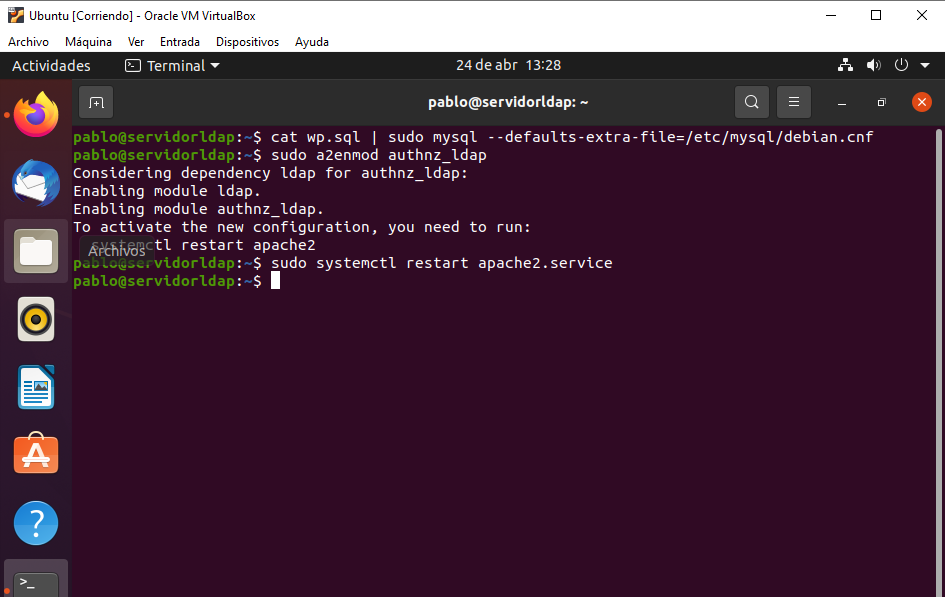 Ubuntu [Corriendo] - Oracle VM VirtualBox
Archivo Máquina Ver Entrada Dispositivos Ayuda
Actividades Terminal 24 de abr 13:28
pablo@servidorldap: ~
pablo@servidorldap:~$ cat wp.sql | sudo mysql --defaults-extra-file=/etc/mysql/debian.cnf
pablo@servidorldap:~$ sudo a2enmod authnz_ldap
Considering dependency ldap for authnz_ldap:
Enabling module ldap.
Enabling module authnz_ldap.
To activate the new configuration, you need to run:
systemctl restart apache2
Archivos
pablo@servidorldap:~$ sudo systemctl restart apache2.service
pablo@servidorldap:~$